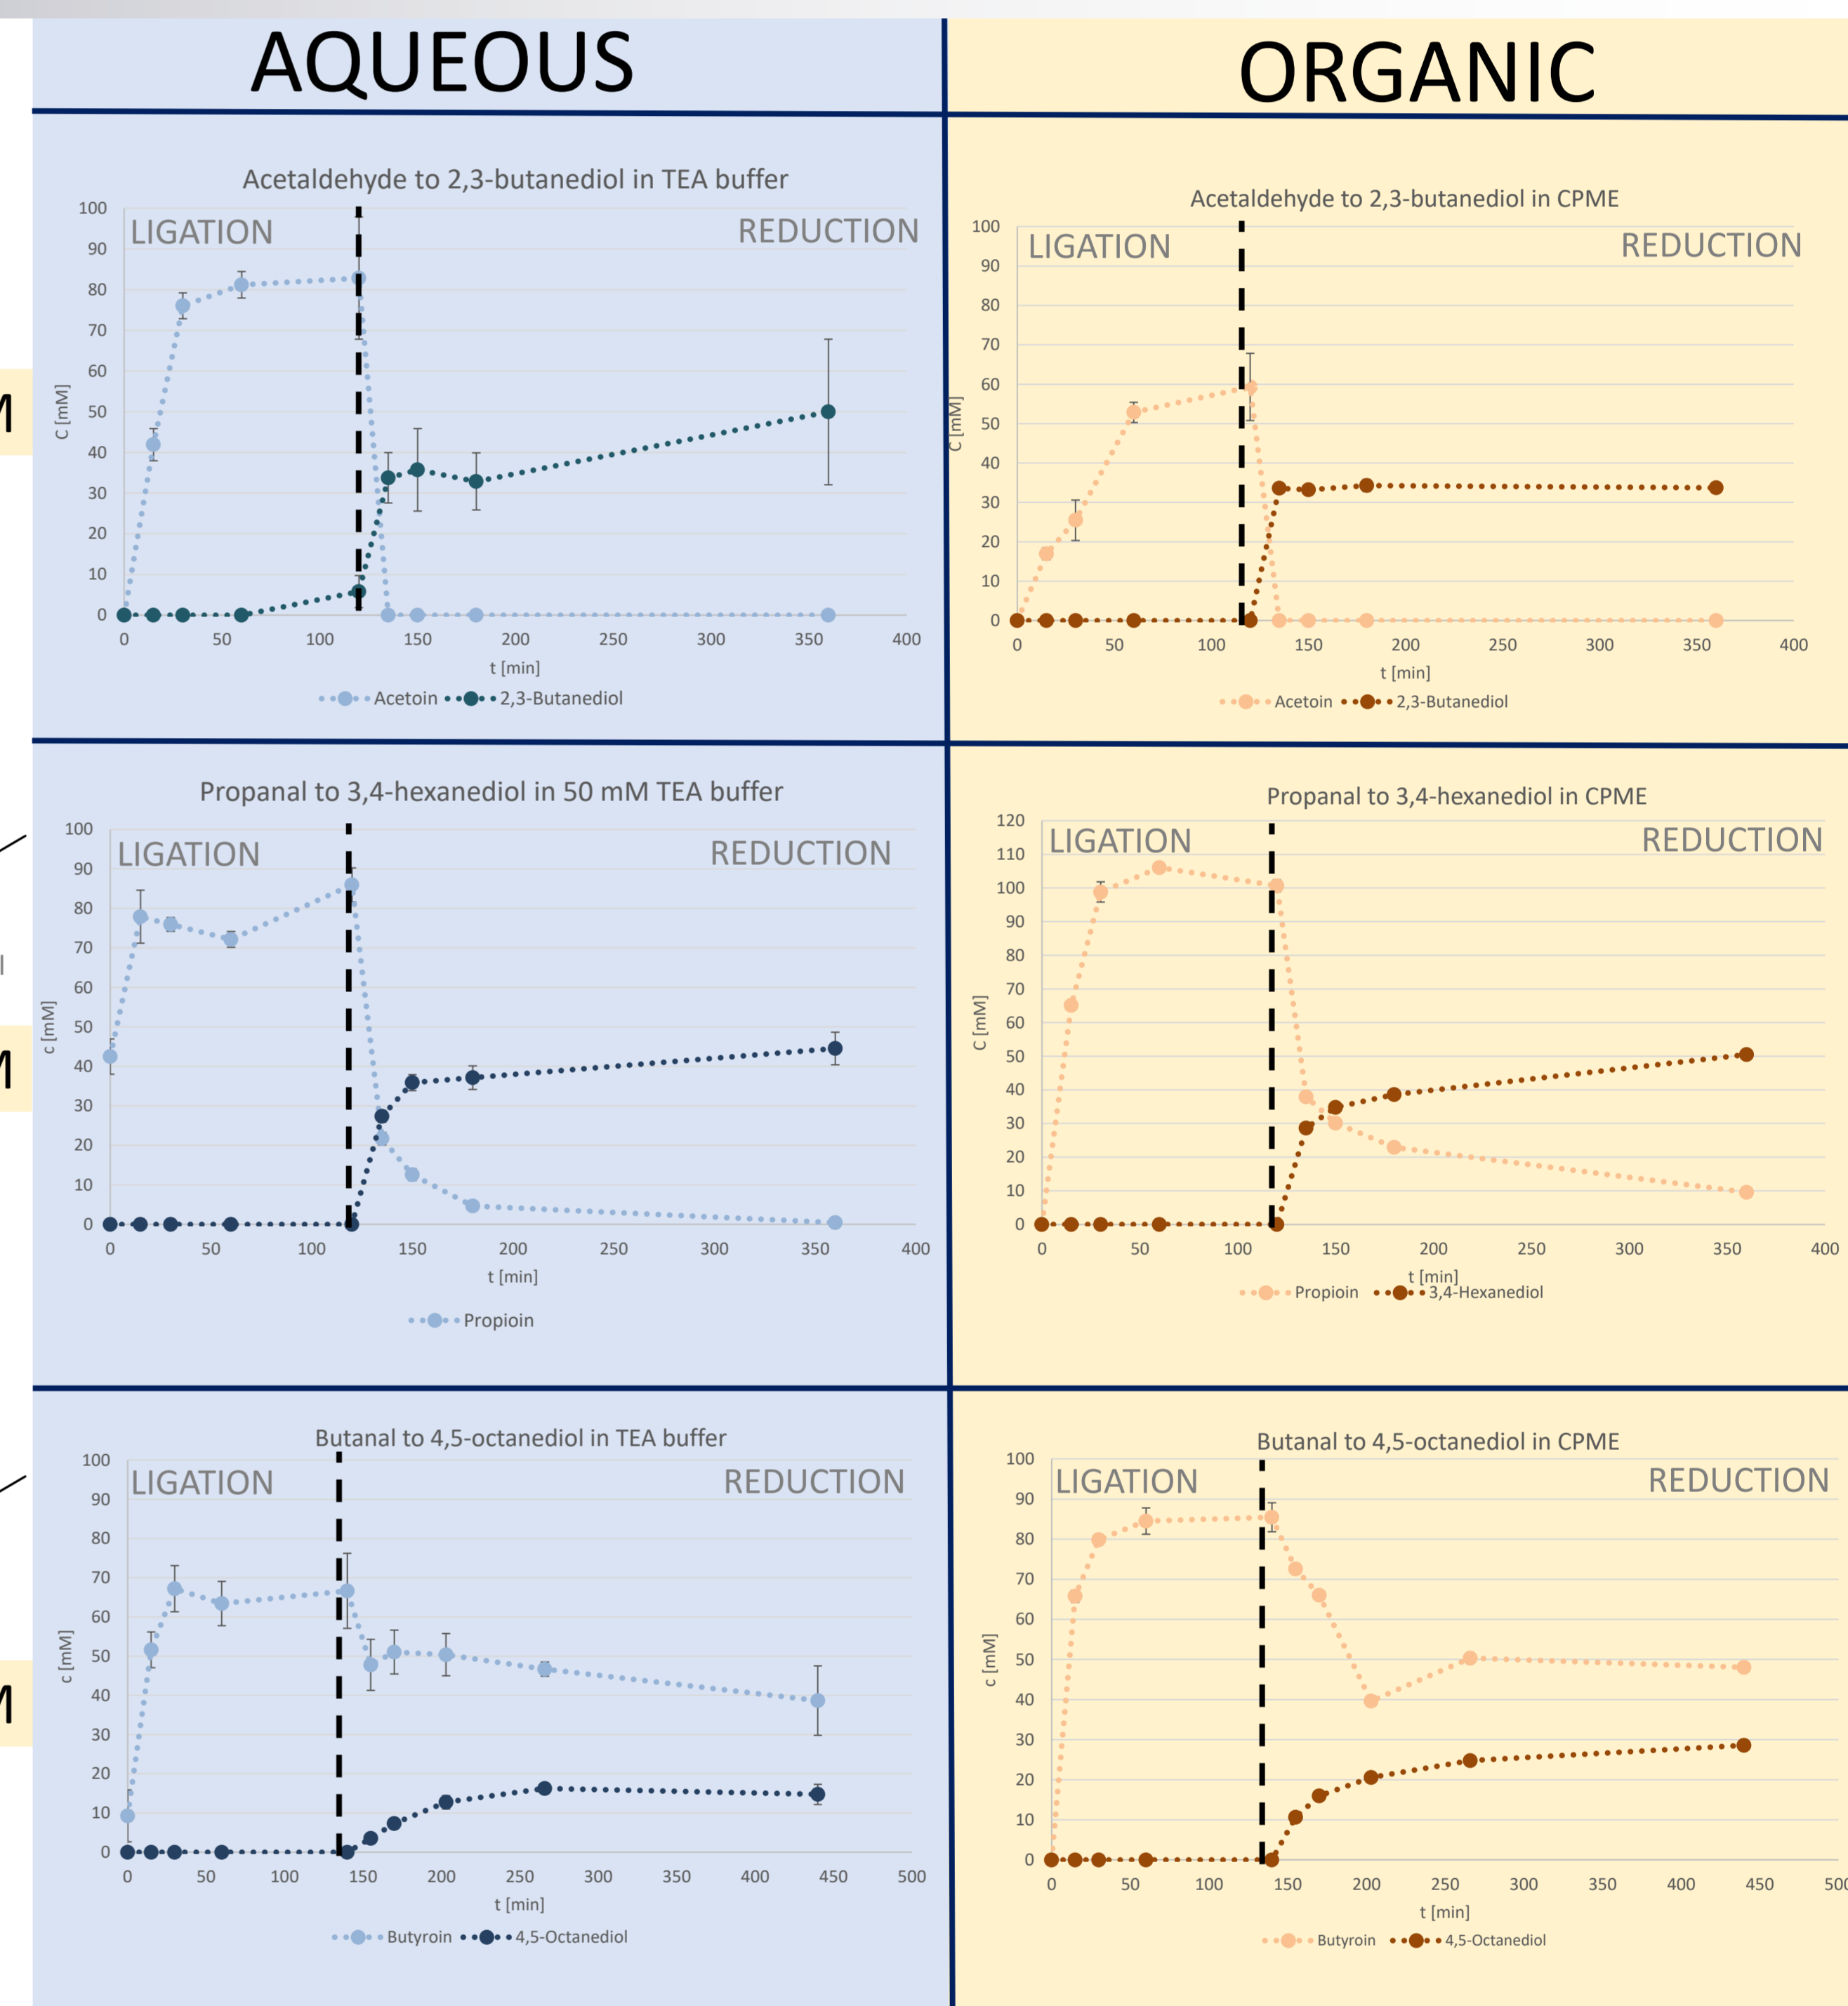 AQUEOUS
ORGANIC
Acetaldehyde to 2,3-butanediol in TEA buffer
LIGATION
REDUCTION
100
90
80
70
60
50
40
30
20
10
0
C [mM]
0 50 100 150 200 250 300 350 400
t [min]
Acetoin 2,3-Butanediol
Acetaldehyde to 2,3-butanediol in CPME
LIGATION
REDUCTION
100
90
80
70
60
50
40
30
20
10
0
C [mM]
0 50 100 150 200 250 300 350 400
t [min]
Acetoin 2,3-Butanediol
M
Propanal to 3,4-hexanediol in 50 mM TEA buffer
LIGATION
REDUCTION
100
90
80
70
60
50
40
30
20
10
0
c [mM]
0 50 100 150 200 250 300 350 400
t [min]
Propioin
Propanal to 3,4-hexanediol in CPME
LIGATION
REDUCTION
120
110
100
90
80
70
60
50
40
30
20
10
0
C [mM]
0 50 100 150 200 250 300 350 400
t [min]
Propioin 3,4-Hexanediol
M
Butanal to 4,5-octanediol in TEA buffer
LIGATION
REDUCTION
100
90
80
70
60
50
40
30
20
10
0
c [mM]
0 50 100 150 200 250 300 350 400 450 500
t [min]
Butyroin 4,5-Octanediol
Butanal to 4,5-octanediol in CPME
LIGATION
REDUCTION
100
90
80
70
60
50
40
30
20
10
0
c [mM]
0 50 100 150 200 250 300 350 400 450 500
t [min]
Butyroin 4,5-Octanediol